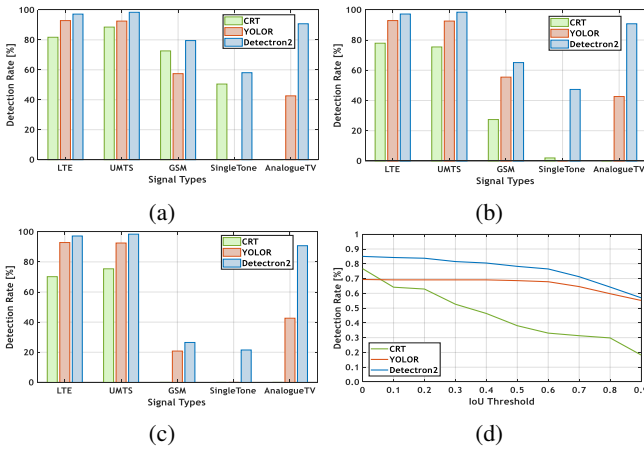 Detection Rate [%]
100
80
60
40
20
0
CRT
YOLOR
Detectron2
LTE UMTS GSM SingleTone AnalogueTV
Signal Types
(a)
Detection Rate [%]
100
80
60
40
20
0
CRT
YOLOR
Detectron2
LTE UMTS GSM SingleTone AnalogueTV
Signal Types
(b)
Detection Rate [%]
100
80
60
40
20
0
CRT
YOLOR
Detectron2
LTE UMTS GSM SingleTone AnalogueTV
Signal Types
(c)
Detection Rate [%]
1
0.9
0.8
0.7
0.6
0.5
0.4
0.3
0.2
0.1
0
CRT
YOLOR
Detectron2
0 0.1 0.2 0.3 0.4 0.5 0.6 0.7 0.8 0.9
IoU Threshold
(d)